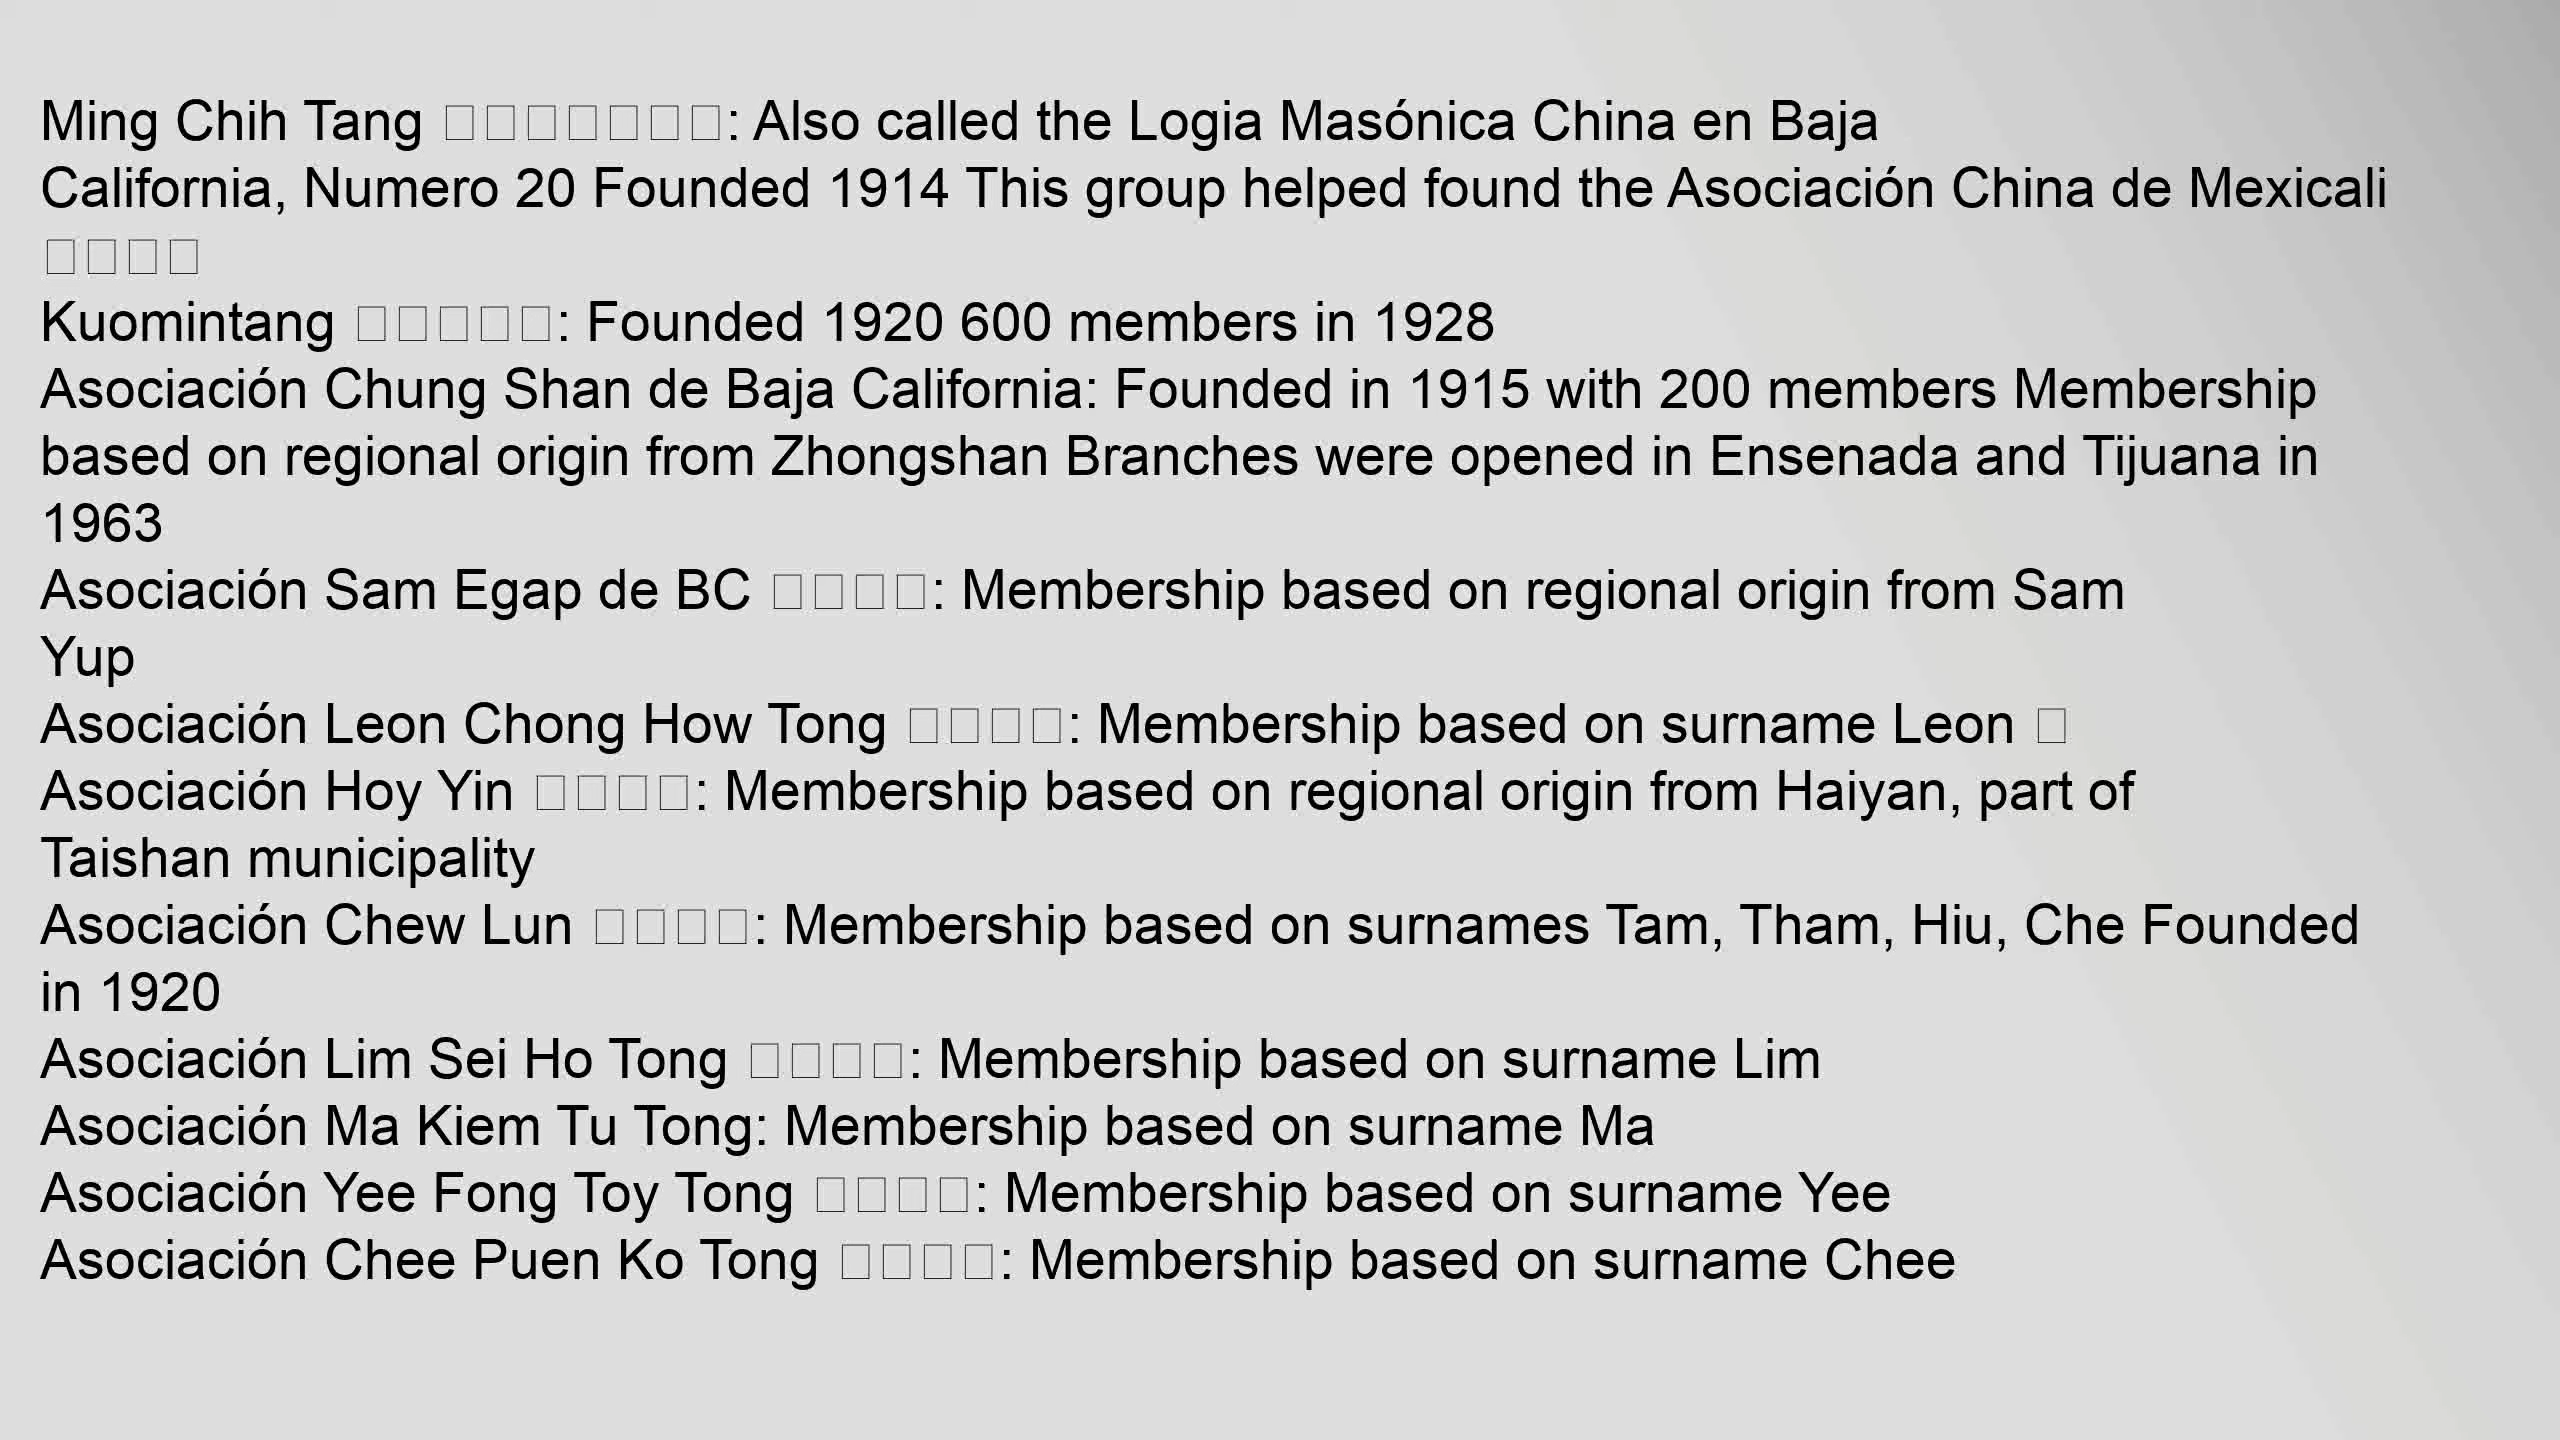 Ming Chih Tang □□□□□□□: Also called the Logia Masónica China en Baja
California, Numero 20 Founded 1914 This group helped found the Asociación China de Mexicali
□□□□
Kuomintang □□□□□: Founded 1920 600 members in 1928
Asociación Chung Shan de Baja California: Founded in 1915 with 200 members Membership
based on regional origin from Zhongshan Branches were opened in Ensenada and Tijuana in
1963
Asociación Sam Egap de BC □□□□: Membership based on regional origin from Sam
Yup
Asociación Leon Chong How Tong □□□□: Membership based on surname Leon □
Asociación Hoy Yin □□□□: Membership based on regional origin from Haiyan, part of
Taishan municipality
Asociación Chew Lun □□□□: Membership based on surnames Tam, Tham, Hiu, Che Founded
in 1920
Asociación Lim Sei Ho Tong □□□□: Membership based on surname Lim
Asociación Ma Kiem Tu Tong: Membership based on surname Ma
Asociación Yee Fong Toy Tong □□□□: Membership based on surname Yee
Asociación Chee Puen Ko Tong □□□□: Membership based on surname Chee